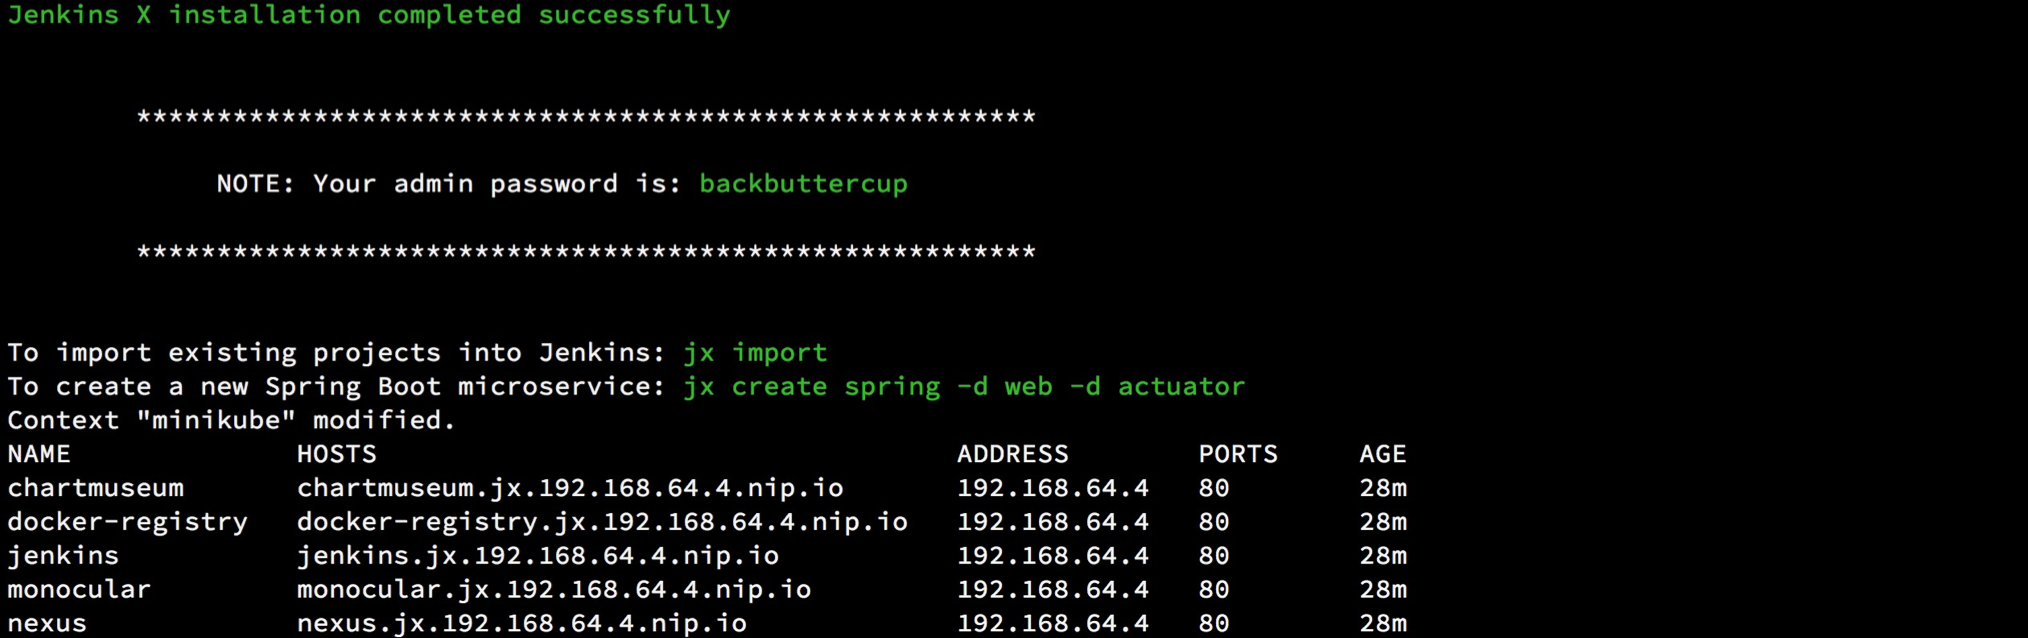 Jenkins X installation completed successfully
********************************************************
NOTE: Your admin password is: backbuttercup
********************************************************
To import existing projects into Jenkins: jx import
To create a new Spring Boot microservice: jx create spring -d web -d actuator
Context "minikube" modified.
NAME HOSTS ADDRESS PORTS AGE
chartmuseum chartmuseum.jx.192.168.64.4.nip.io 192.168.64.4 80 28m
docker-registry docker-registry.jx.192.168.64.4.nip.io 192.168.64.4 80 28m
jenkins jenkins.jx.192.168.64.4.nip.io 192.168.64.4 80 28m
monocular monocular.jx.192.168.64.4.nip.io 192.168.64.4 80 28m
nexus nexus.jx.192.168.64.4.nip.io 192.168.64.4 80 28m